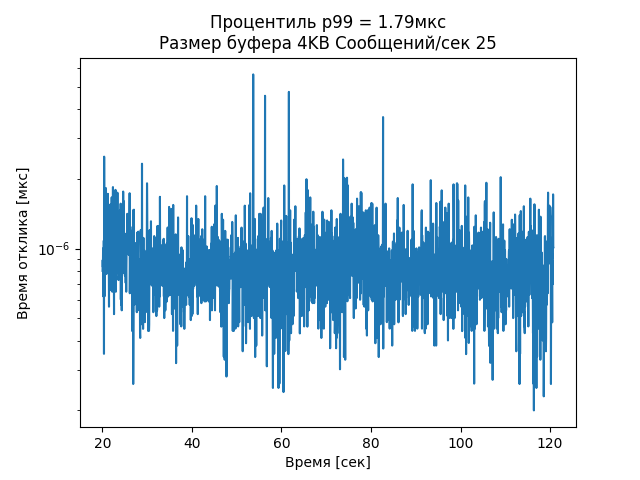 Процентиль p99 = 1.79мкс
Размер буфера 4KB Сообщений/сек 25
Время отклика [мкс]
10⁻⁶
20 40 60 80 100 120
Время [сек]